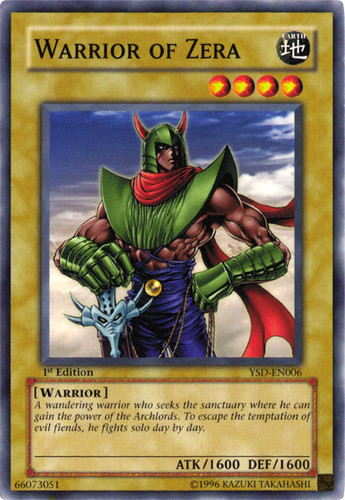 WARRIOR OF ZERA
EARTH
地
1st Edition
YSD-EN006
[WARRIOR]
A wandering warrior who seeks the sanctuary where he can
gain the power of the Archlords. To escape the temptation of
evil fiends, he fights solo day by day.
ATK/1600 DEF/1600
66073051
©1996 KAZUKI TAKAHASHI